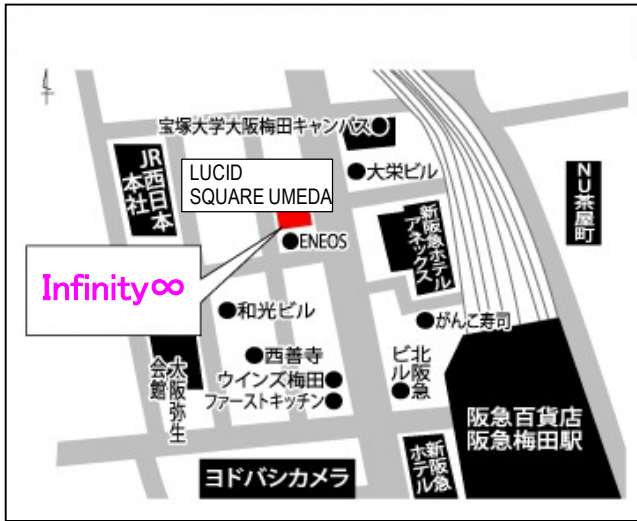 宝塚大学大阪梅田キャンパス
JR西日本
本社
LUCID
SQUARE UMEDA
大栄ビル
NU茶屋町
ENEOS
新阪急ホテル
アネックス
Infinity∞
和光ビル
がんこ寿司
西善寺
ウインズ梅田
ファーストキッチン
北阪急
ビル
大阪弥生
会館
阪急百貨店
阪急梅田駅
ヨドバシカメラ
新阪急
ホテル